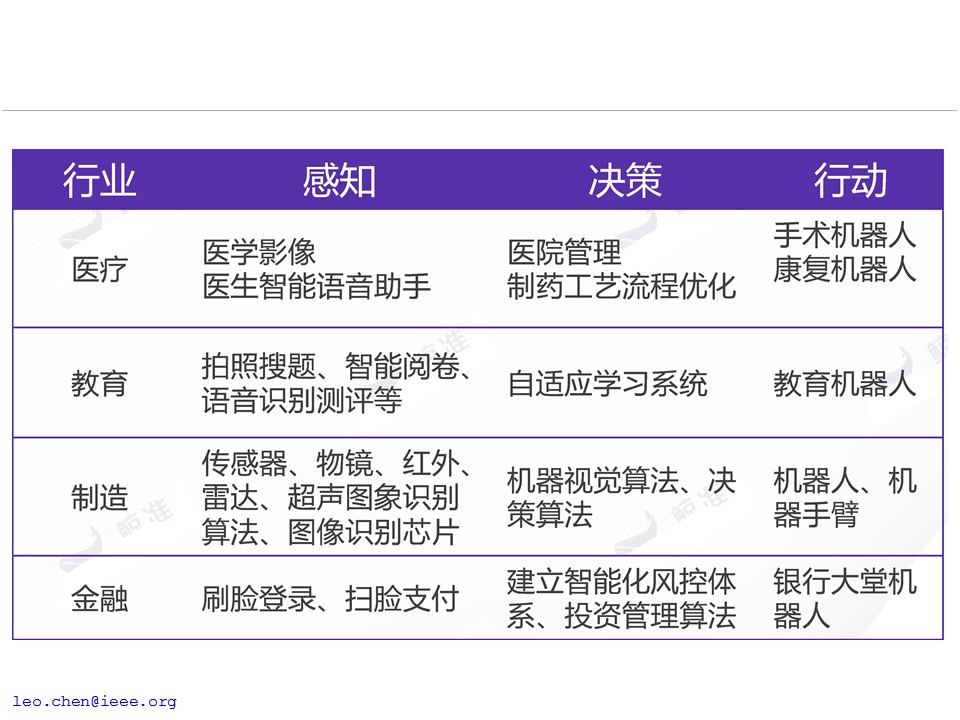 行业 感知 决策 行动
医疗
医学影像
医生智能语音助手
医院管理
制药工艺流程优化
手术机器人
康复机器人
教育
拍照搜题、智能阅卷、
语音识别测评等
自适应学习系统
教育机器人
制造
传感器、物镜、红外、
雷达、超声图象识别
算法、图像识别芯片
机器视觉算法、决
策算法
机器人、机
器手臂
金融
刷脸登录、扫脸支付
建立智能化风控体
系、投资管理算法
银行大堂机
器人
鲸准
鲸准
鲸准
leo.chen@ieee.org